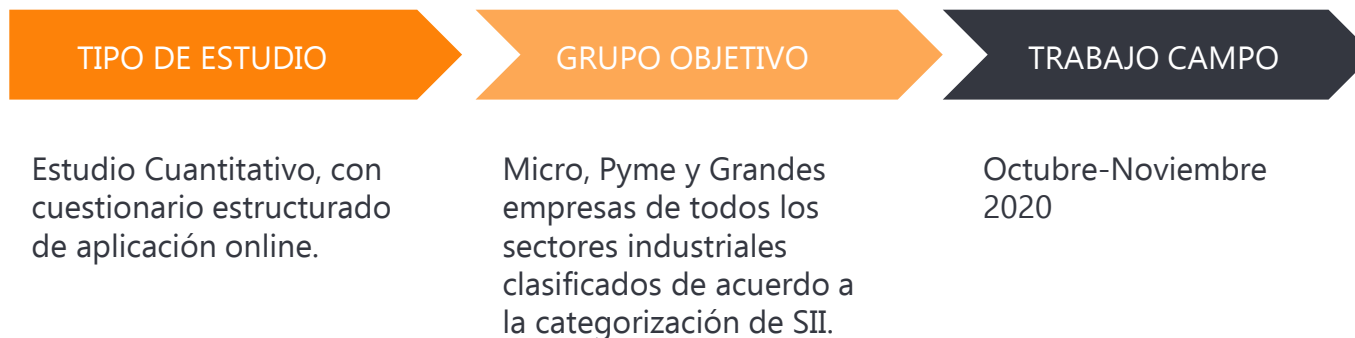 TIPO DE ESTUDIO
Estudio Cuantitativo, con
cuestionario estructurado
de aplicación online.
GRUPO OBJETIVO
Micro, Pyme y Grandes
empresas de todos los
sectores industriales
clasificados de acuerdo a
la categorización de SII.
TRABAJO CAMPO
Octubre-Noviembre
2020